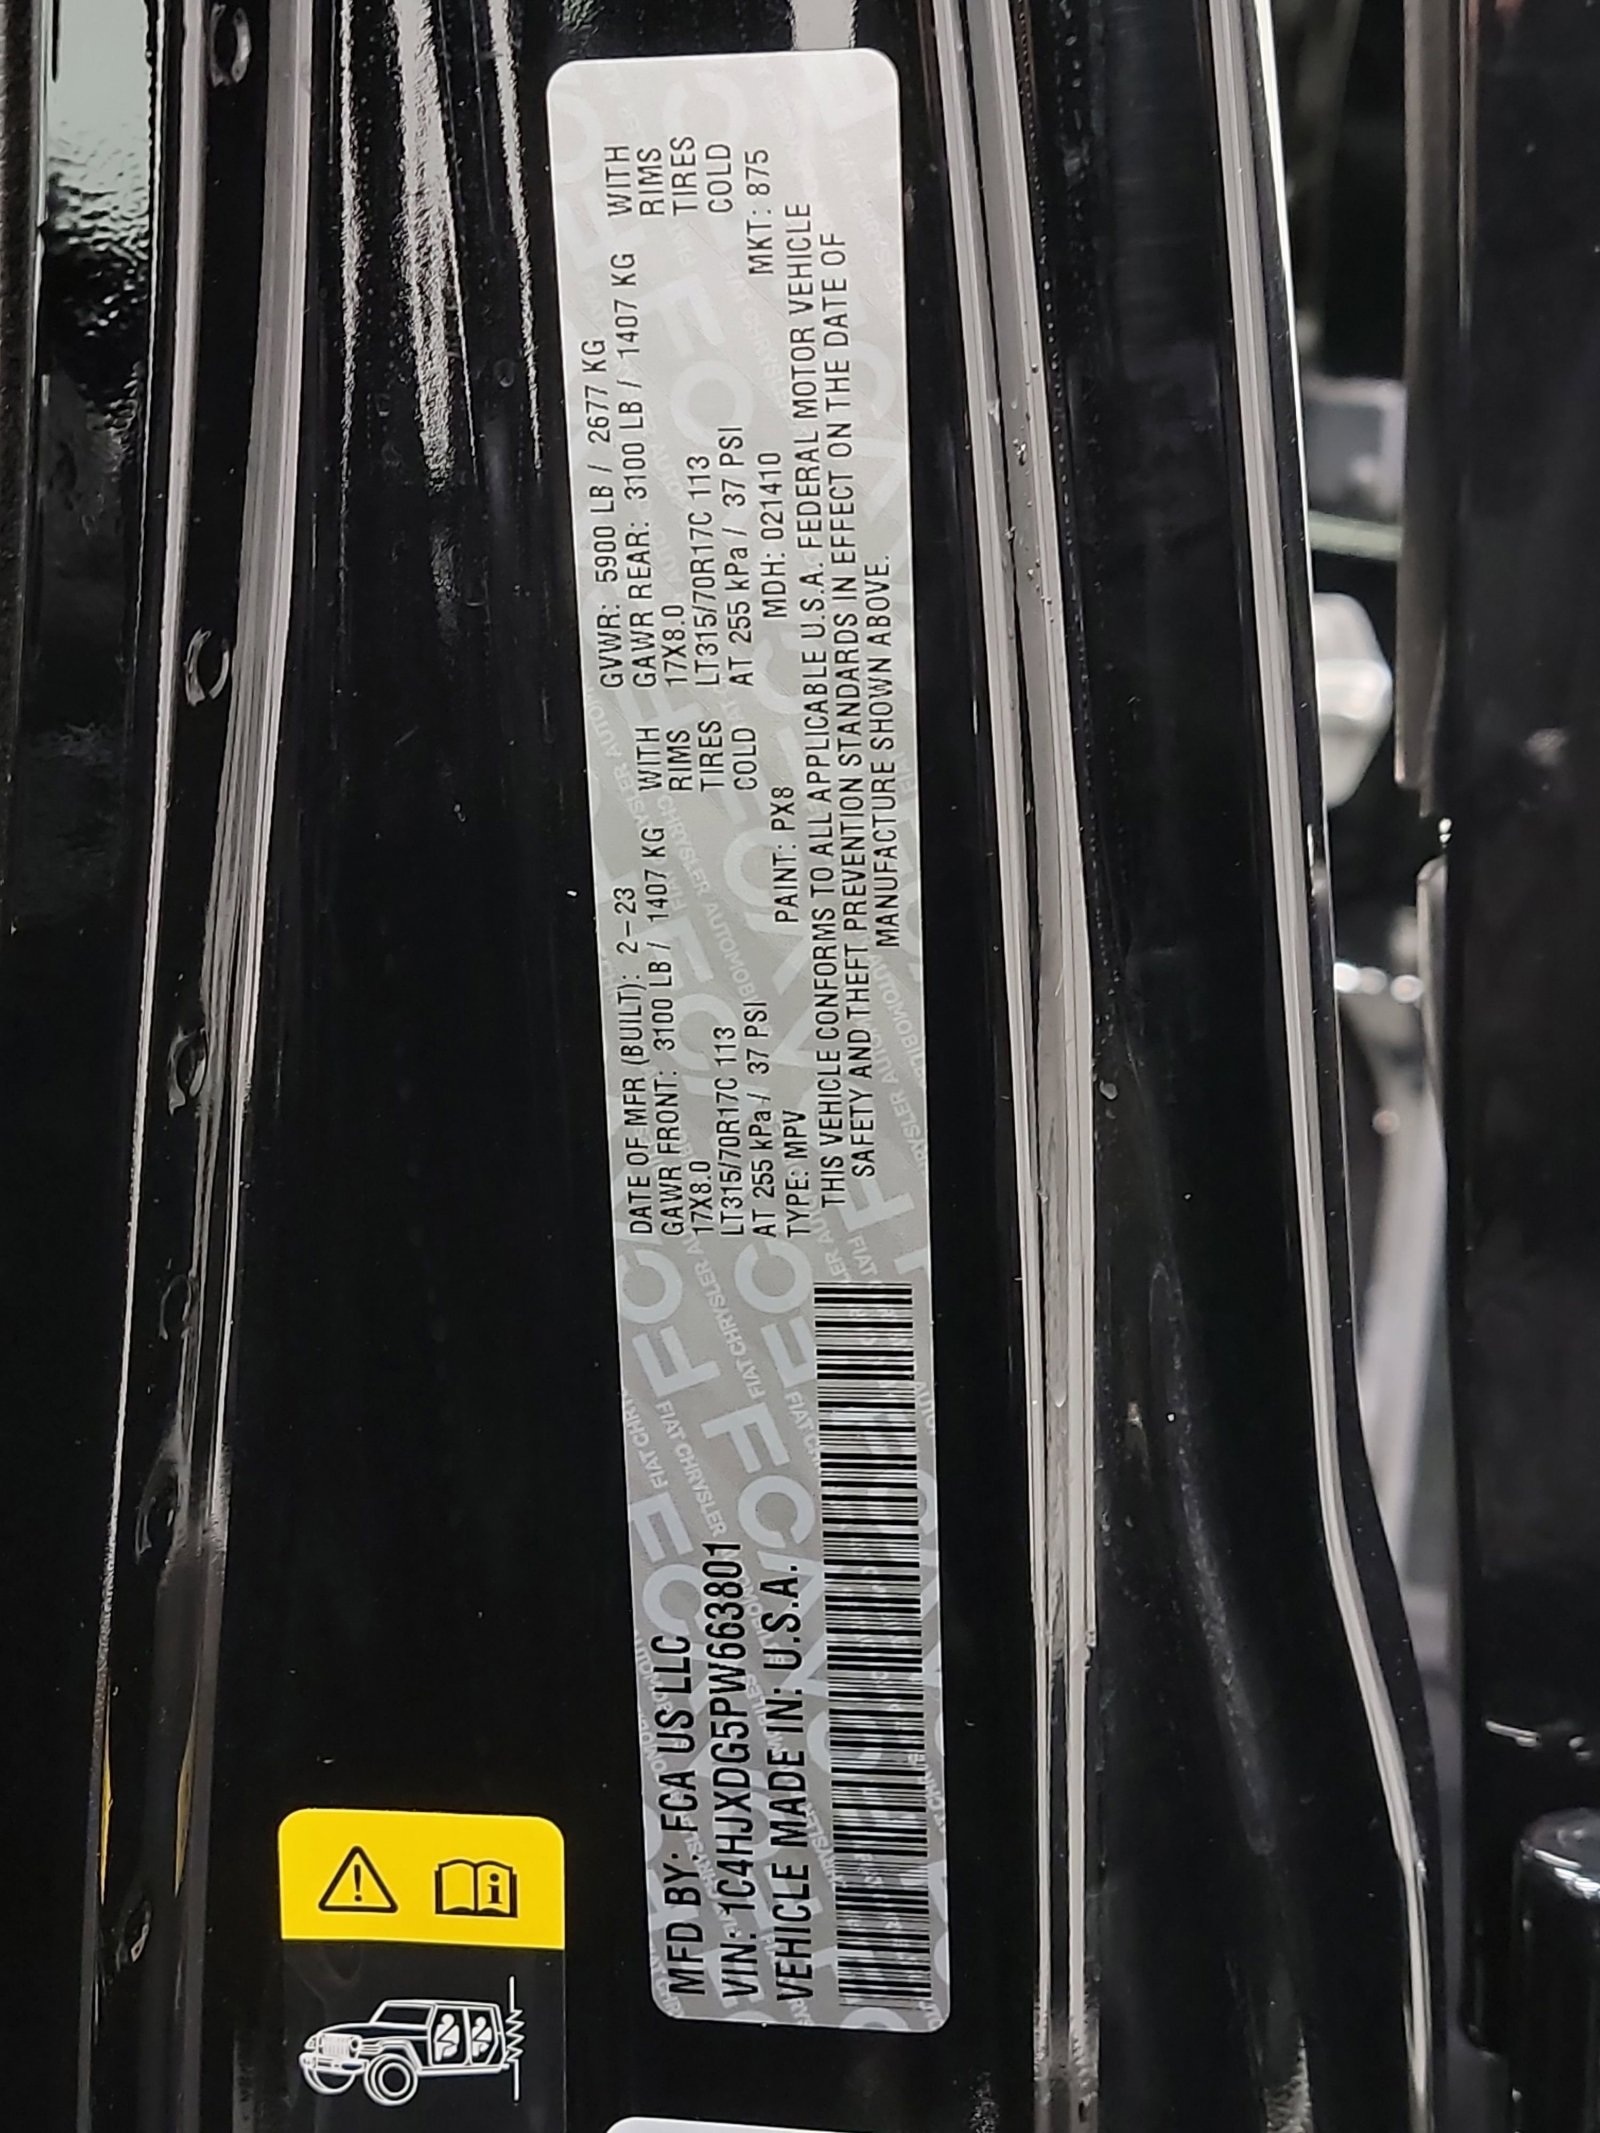 MFD BY: FCA US LLC
VIN: 1C4HJXDG5PW663801
VEHICLE MADE IN: U.S.A.
DATE OF MFR (BUILT): 2-23 GVWR: 5900 LB / 2677 KG
GAWR FRONT: 3100 LB / 1407 KG WITH GAWR REAR: 3100 LB / 1407 KG WITH
17X8.0 RIMS 17X8.0 RIMS
LT315/70R17C 113 TIRES LT315/70R17C 113 TIRES
AT 255 kPa / 37 PSI COLD AT 255 kPa / 37 PSI COLD
TYPE: MPV PAINT: PX8 MDH: 021410 MKT: 875
THIS VEHICLE CONFORMS TO ALL APPLICABLE U.S.A. FEDERAL MOTOR VEHICLE
SAFETY AND THEFT PREVENTION STANDARDS IN EFFECT ON THE DATE OF
MANUFACTURE SHOWN ABOVE.